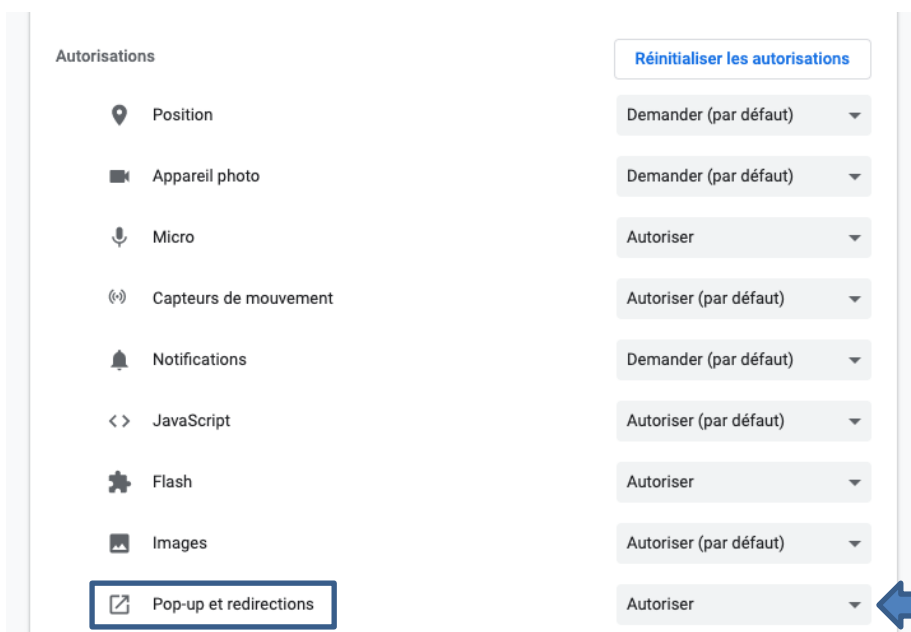 Autorisations Réinitialiser les autorisations
Position Demander (par défaut)
Appareil photo Demander (par défaut)
Micro Autoriser
Capteurs de mouvement Autoriser (par défaut)
Notifications Demander (par défaut)
JavaScript Autoriser (par défaut)
Flash Autoriser
Images Autoriser (par défaut)
Pop-up et redirections Autoriser